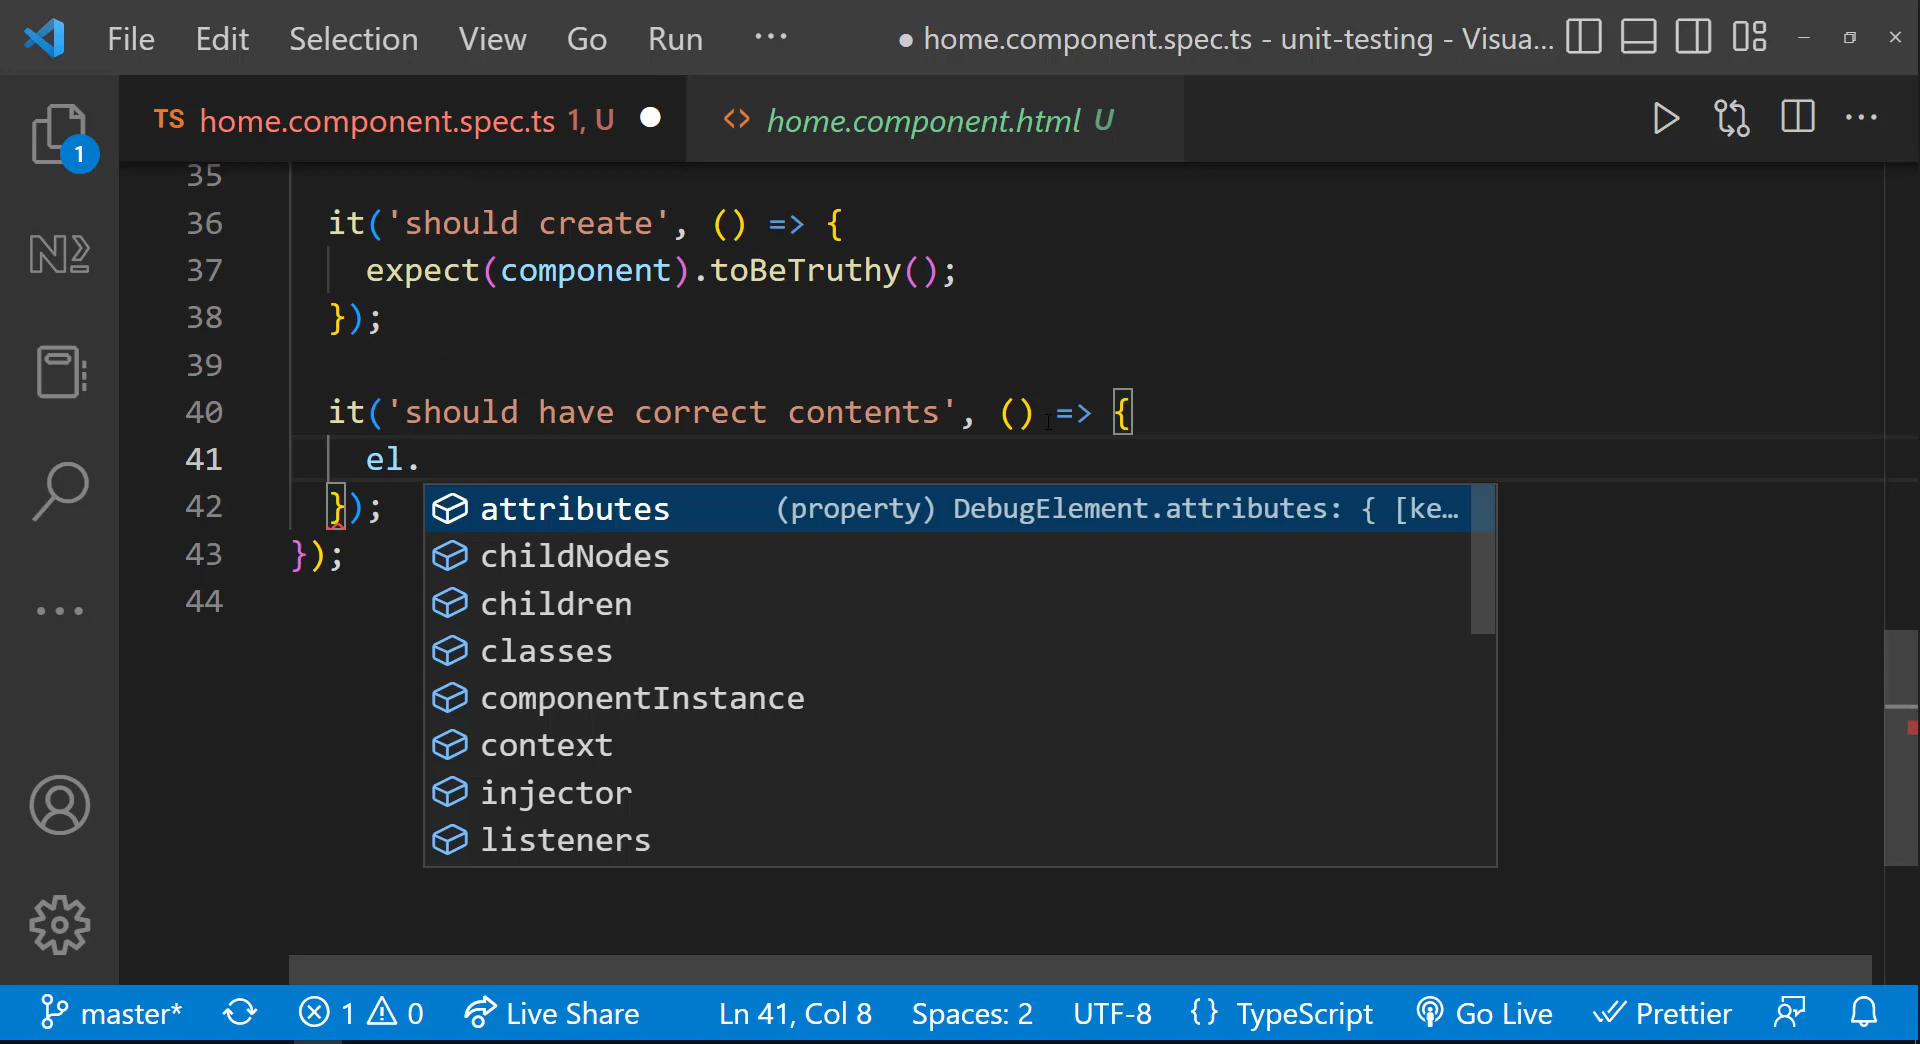 File Edit Selection View Go Run ··· ● home.component.spec.ts - unit-testing - Visua...
TS home.component.spec.ts 1, U ● <> home.component.html U
1
35
36 it('should create', () => {
37 expect(component).toBeTruthy();
38 });
39
40 it('should have correct contents', () => {
41 el.
42 });
43 });
44
attributes (property) DebugElement.attributes: { [ke…
childNodes
children
classes
componentInstance
context
injector
listeners
master* 1 0 Live Share Ln 41, Col 8 Spaces: 2 UTF-8 {} TypeScript Go Live Prettier